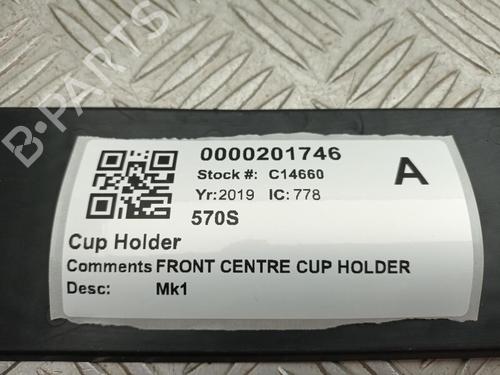 0000201746
Stock #: C14660
A
Yr: 2019 IC: 778
570S
Cup Holder
Comments FRONT CENTRE CUP HOLDER
Desc: Mk1
B-PARTS